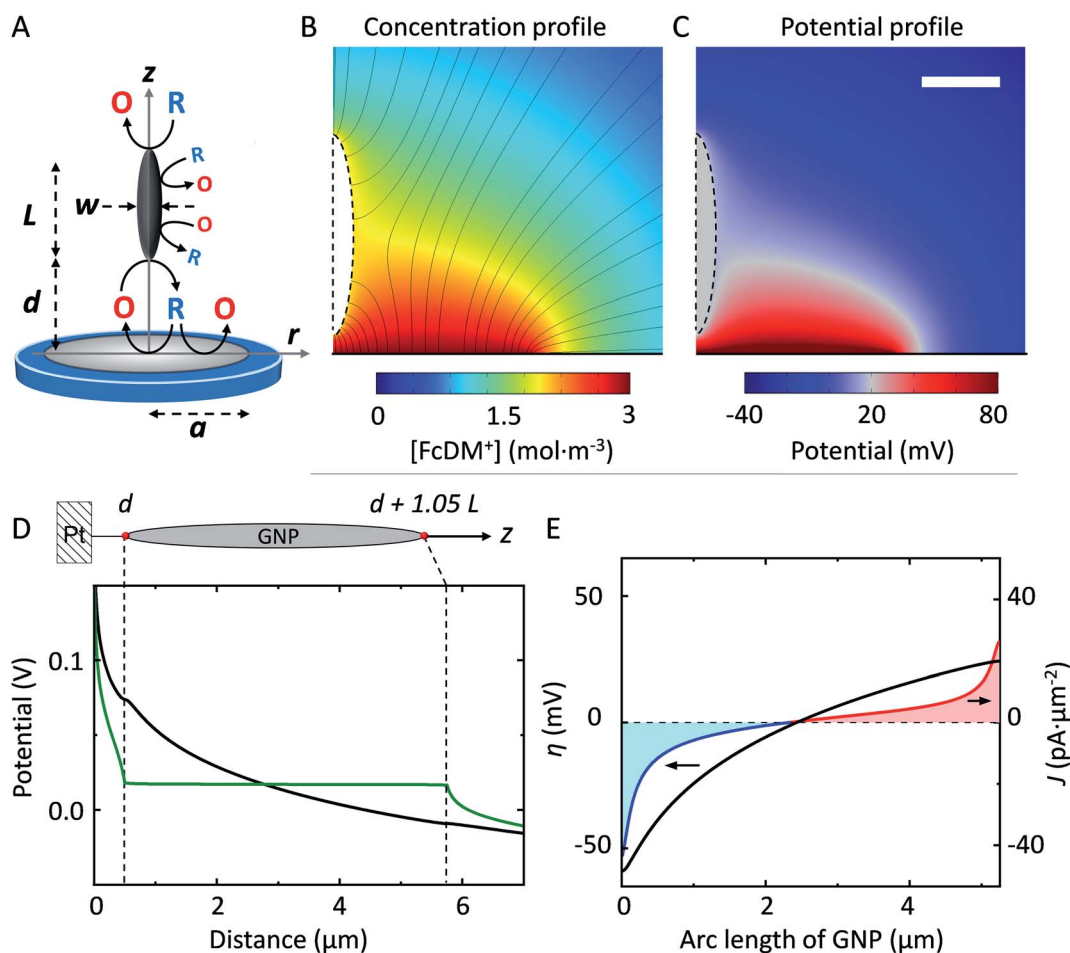 A
z
O R
R
O
L
w
O
R
d
O R O
r
a
B Concentration profile
0 1.5 3
[FcDM⁺] (mol·m⁻³)
C Potential profile
-40 20 80
Potential (mV)
D
d d + 1.05 L
Pt GNP z
Potential (V)
0.1
0.0
0 2 4 6
Distance (µm)
E
η (mV)
50
0
-50
J (pA·µm⁻²)
40
0
-40
0 2 4
Arc length of GNP (µm)